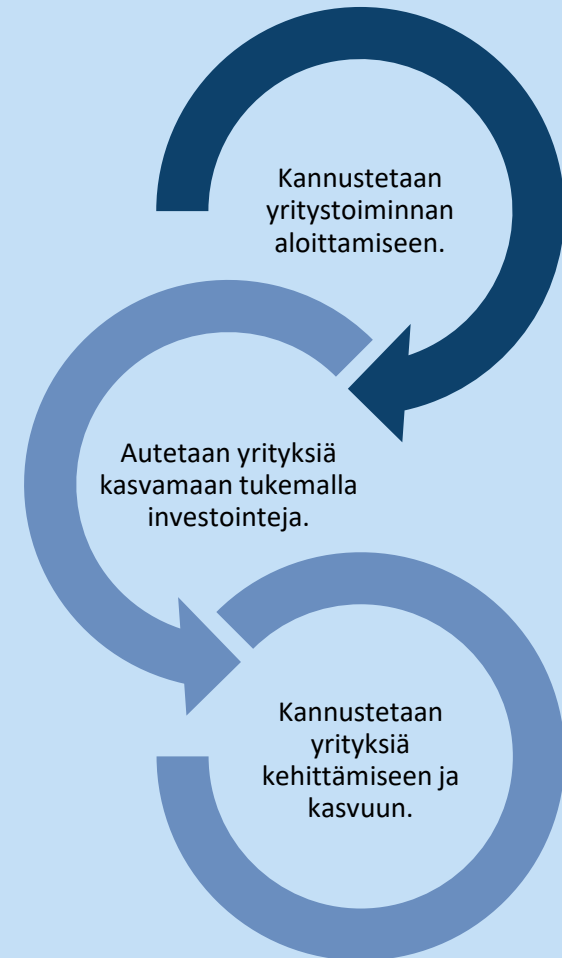 Kannustetaan
yritystoiminnan
aloittamiseen.
Autetaan yrityksiä
kasvamaan tukemalla
investointeja.
Kannustetaan
yrityksiä
kehittämiseen ja
kasvuun.